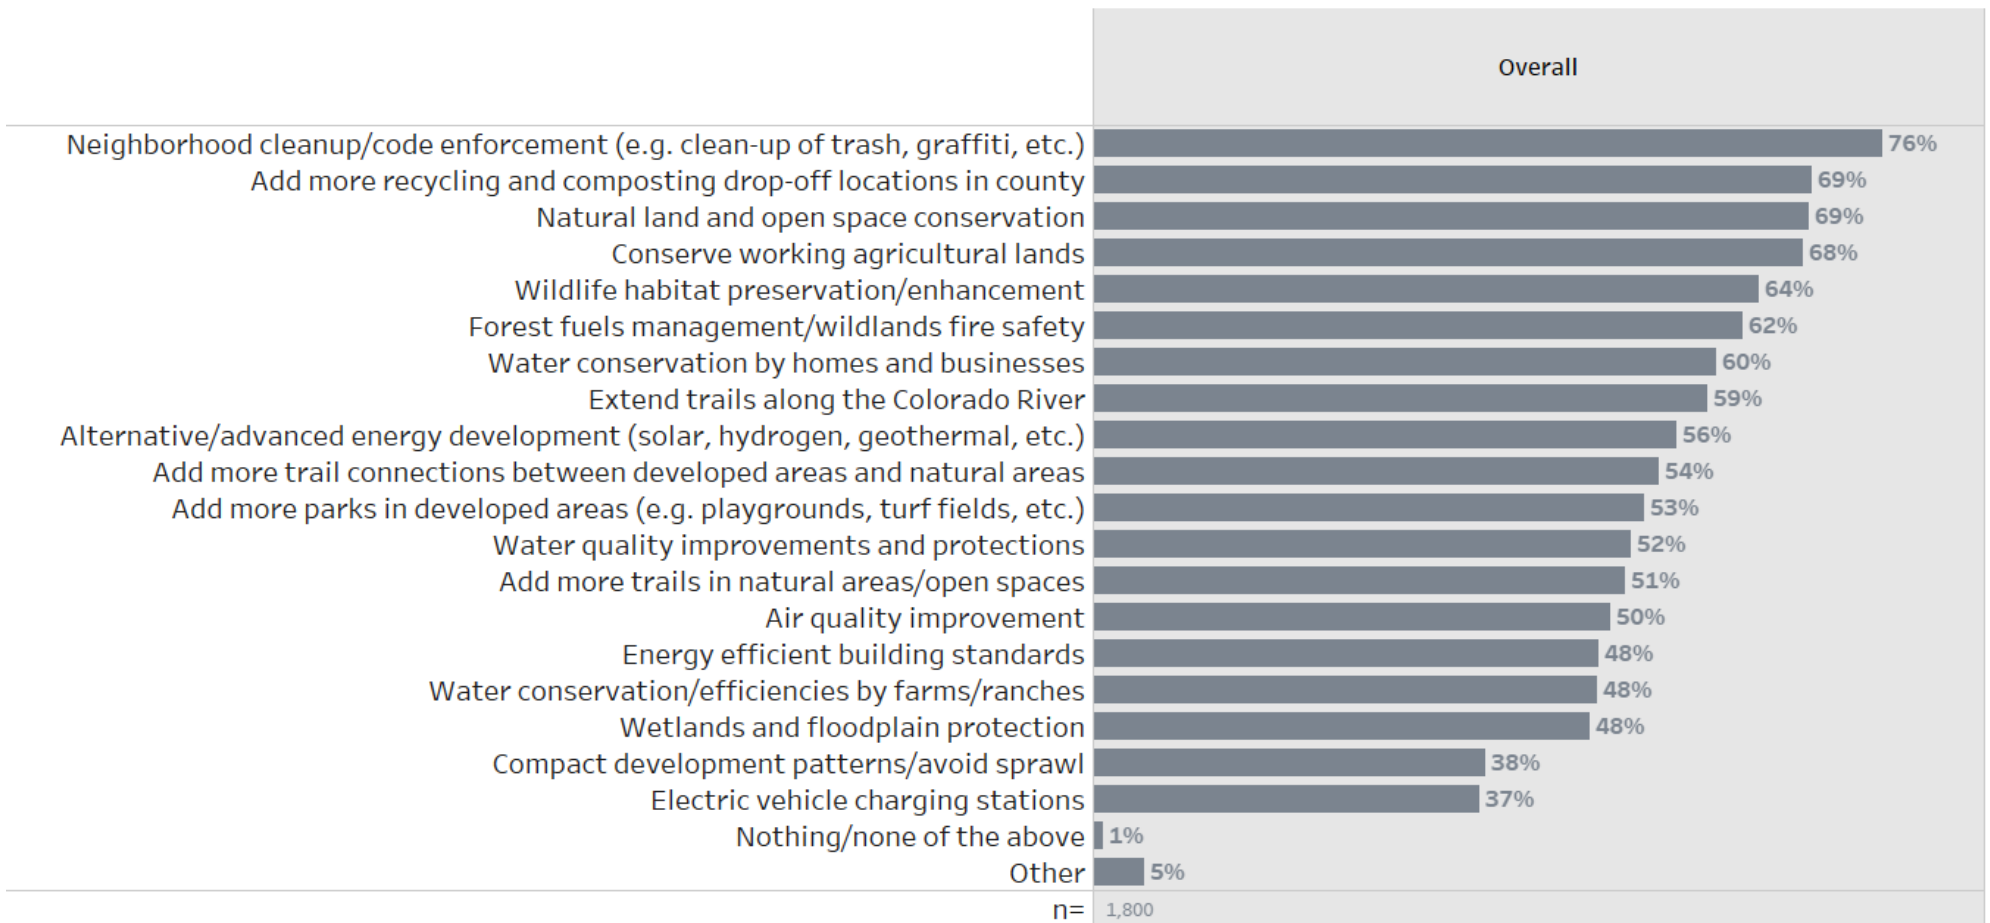 Overall
Neighborhood cleanup/code enforcement (e.g. clean-up of trash, graffiti, etc.) 76%
Add more recycling and composting drop-off locations in county 69%
Natural land and open space conservation 69%
Conserve working agricultural lands 68%
Wildlife habitat preservation/enhancement 64%
Forest fuels management/wildlands fire safety 62%
Water conservation by homes and businesses 60%
Extend trails along the Colorado River 59%
Alternative/advanced energy development (solar, hydrogen, geothermal, etc.) 56%
Add more trail connections between developed areas and natural areas 54%
Add more parks in developed areas (e.g. playgrounds, turf fields, etc.) 53%
Water quality improvements and protections 52%
Add more trails in natural areas/open spaces 51%
Air quality improvement 50%
Energy efficient building standards 48%
Water conservation/efficiencies by farms/ranches 48%
Wetlands and floodplain protection 48%
Compact development patterns/avoid sprawl 38%
Electric vehicle charging stations 37%
Nothing/none of the above 1%
Other 5%
n= 1,800